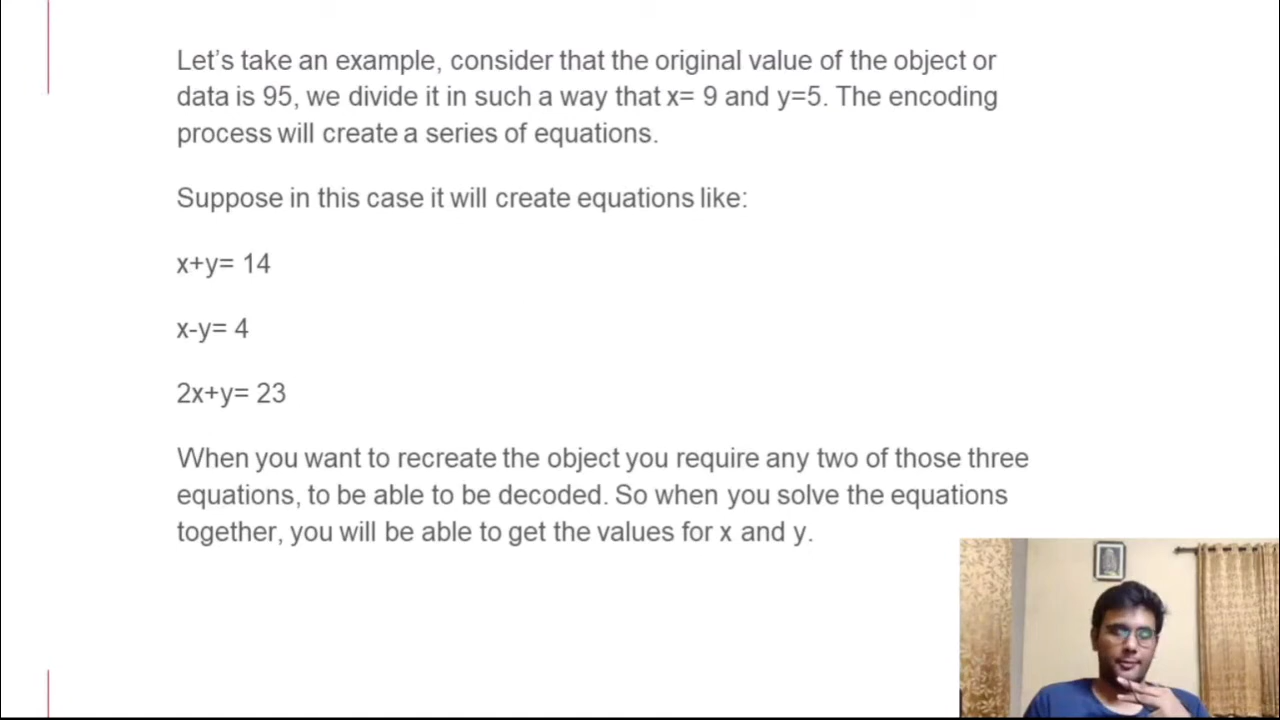 Let’s take an example, consider that the original value of the object or
data is 95, we divide it in such a way that x= 9 and y=5. The encoding
process will create a series of equations.
Suppose in this case it will create equations like:
x+y= 14
x-y= 4
2x+y= 23
When you want to recreate the object you require any two of those three
equations, to be able to be decoded. So when you solve the equations
together, you will be able to get the values for x and y.